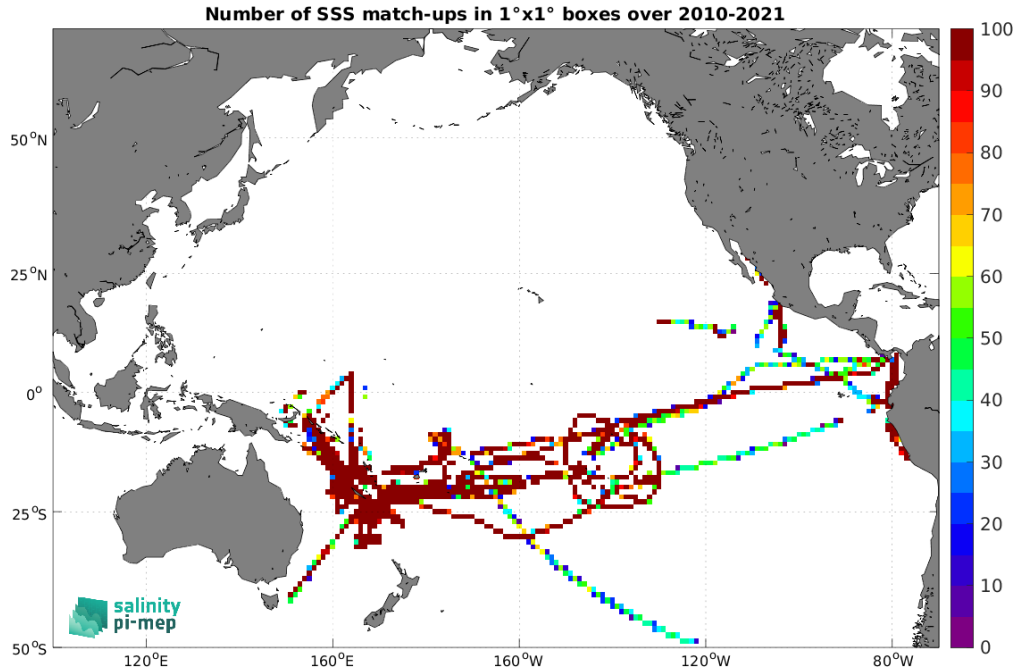 Number of SSS match-ups in 1°x1° boxes over 2010-2021
100
90
80
70
60
50
40
30
20
10
0
50°N
25°N
0°
25°S
50°S
120°E
160°E
160°W
120°W
80°W
salinity
pi-mep